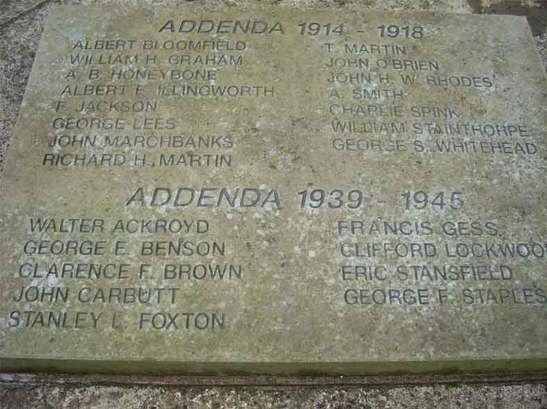 ADDENDA 1914 - 1918
ALBERT BLOOMFIELD
WILLIAM H. GRAHAM
A. B. HONEYBONE
ALBERT E. ILLINGWORTH
F. JACKSON
GEORGE LEES
JOHN MARCHBANKS
RICHARD H. MARTIN
T. MARTIN
JOHN O'BRIEN
JOHN H. W. RHODES
A. SMITH
CHARLIE SPINK
WILLIAM STAINTHORPE
GEORGE S. WHITEHEAD
ADDENDA 1939 - 1945
WALTER ACKROYD
GEORGE E. BENSON
CLARENCE F. BROWN
JOHN CARBUTT
STANLEY L. FOXTON
FRANCIS GESS
CLIFFORD LOCKWOO
ERIC STANSFIELD
GEORGE F. STAPLES